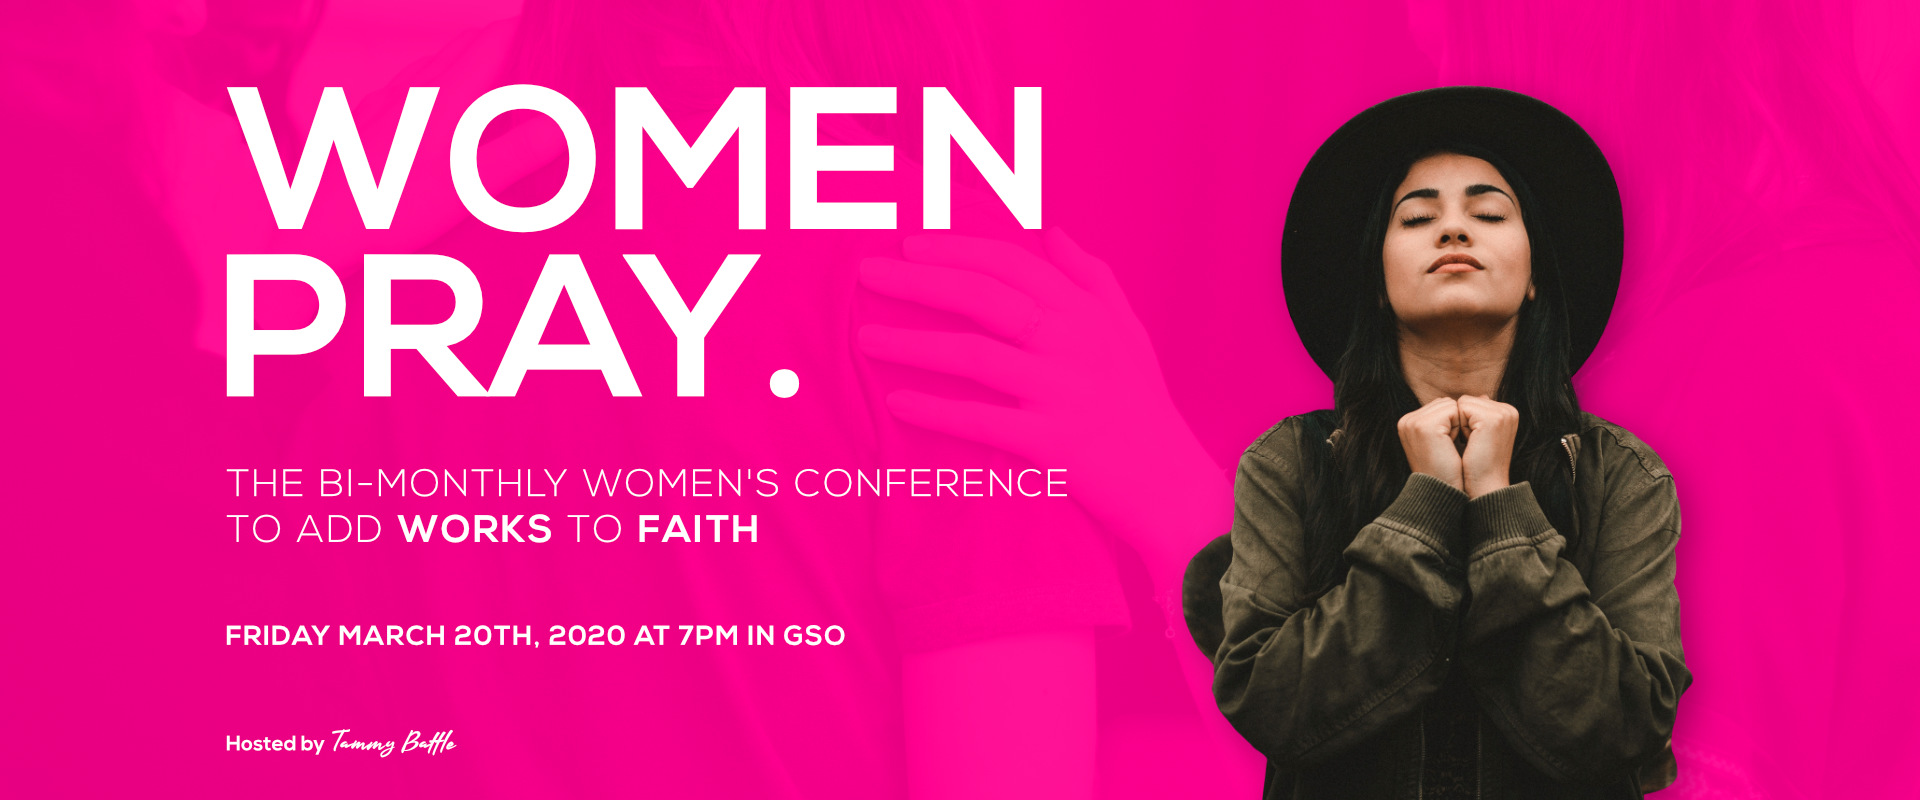 WOMEN
PRAY.
THE BI-MONTHLY WOMEN'S CONFERENCE
TO ADD WORKS TO FAITH
FRIDAY MARCH 20TH, 2020 AT 7PM IN GSO
Hosted by Tammy Battle